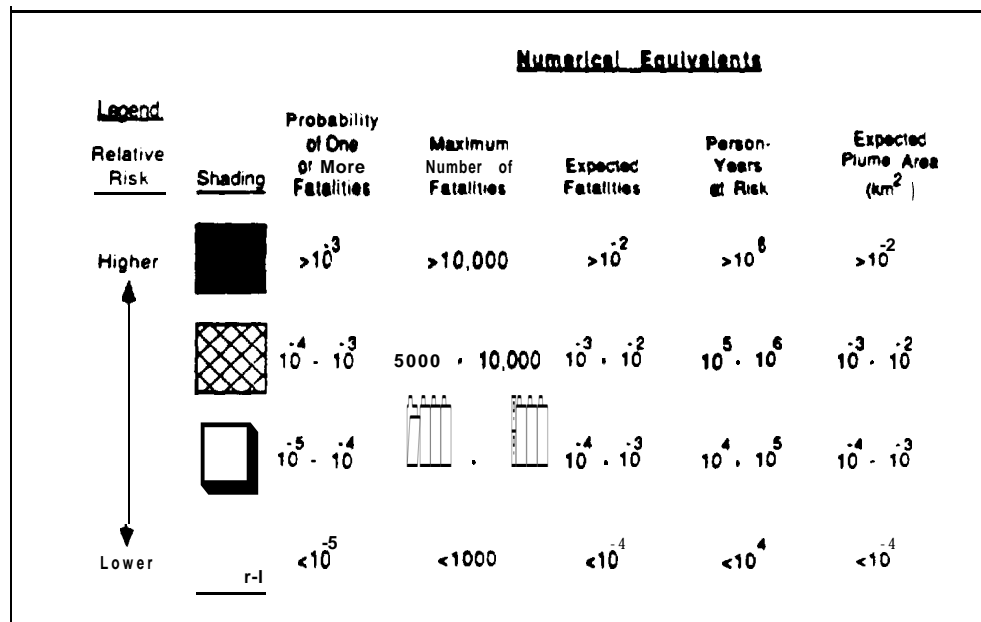 Numerical Equivalents
Legend
Relative Risk
Shading
Probability of One or More Fatalities
Maximum Number of Fatalities
Expected Fatalities
Person-Years at Risk
Expected Plume Area (km²)
Higher >10⁻³ >10,000 >10⁻² >10⁶ >10⁻²
10⁻⁴ - 10⁻³ 5000 - 10,000 10⁻³ - 10⁻² 10⁵ - 10⁶ 10⁻³ - 10⁻²
10⁻⁵ - 10⁻⁴ 10⁻⁴ - 10⁻³ 10⁴ - 10⁵ 10⁻⁴ - 10⁻³
Lower r-l <10⁻⁵ <1000 <10⁻⁴ <10⁴ <10⁻⁴